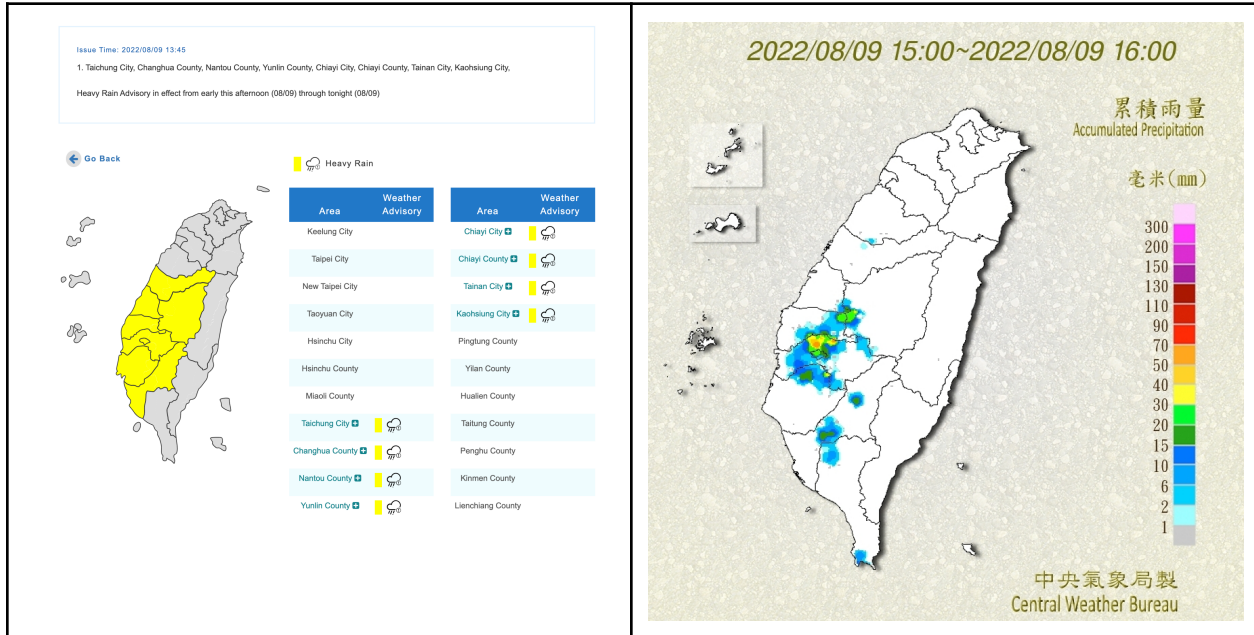 Issue Time: 2022/08/09 13:45
1. Taichung City, Changhua County, Nantou County, Yunlin County, Chiayi City, Chiayi County, Tainan City, Kaohsiung City,
Heavy Rain Advisory in effect from early this afternoon (08/09) through tonight (08/09)
Go Back
Heavy Rain
Area Weather Advisory
Keelung City
Taipei City
New Taipei City
Taoyuan City
Hsinchu City
Hsinchu County
Miaoli County
Taichung City
Changhua County
Nantou County
Yunlin County
Area Weather Advisory
Chiayi City
Chiayi County
Tainan City
Kaohsiung City
Pingtung County
Yilan County
Hualien County
Taitung County
Penghu County
Kinmen County
Lienchiang County
2022/08/09 15:00~2022/08/09 16:00
累積雨量
Accumulated Precipitation
毫米(mm)
300
200
150
130
110
90
70
50
40
30
20
15
10
6
2
1
中央氣象局製
Central Weather Bureau